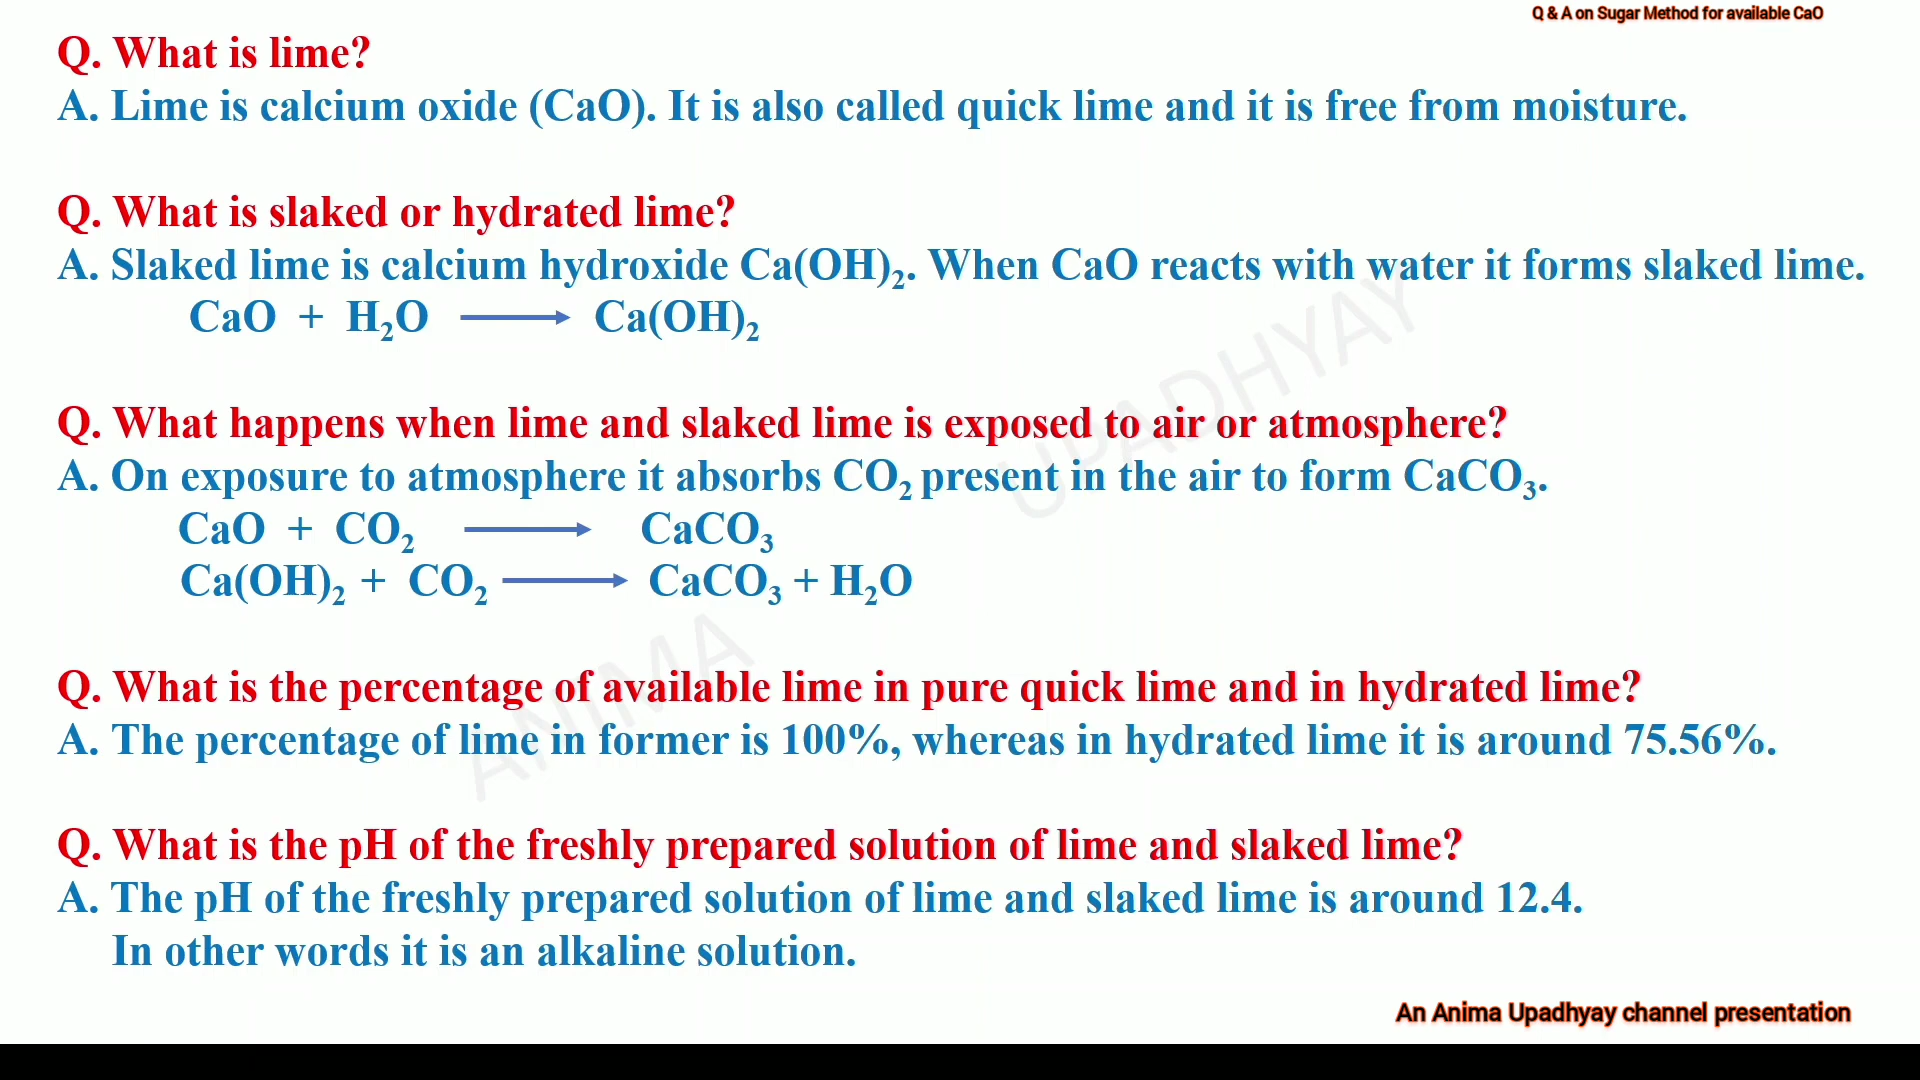 Q & A on Sugar Method for available CaO
Q. What is lime?
A. Lime is calcium oxide (CaO). It is also called quick lime and it is free from moisture.
Q. What is slaked or hydrated lime?
A. Slaked lime is calcium hydroxide Ca(OH)₂. When CaO reacts with water it forms slaked lime.
CaO + H₂O ⟶ Ca(OH)₂
Q. What happens when lime and slaked lime is exposed to air or atmosphere?
A. On exposure to atmosphere it absorbs CO₂ present in the air to form CaCO₃.
CaO + CO₂ ⟶ CaCO₃
Ca(OH)₂ + CO₂ ⟶ CaCO₃ + H₂O
Q. What is the percentage of available lime in pure quick lime and in hydrated lime?
A. The percentage of lime in former is 100%, whereas in hydrated lime it is around 75.56%.
Q. What is the pH of the freshly prepared solution of lime and slaked lime?
A. The pH of the freshly prepared solution of lime and slaked lime is around 12.4.
In other words it is an alkaline solution.
ANIMA UPADHYAY
An Anima Upadhyay channel presentation